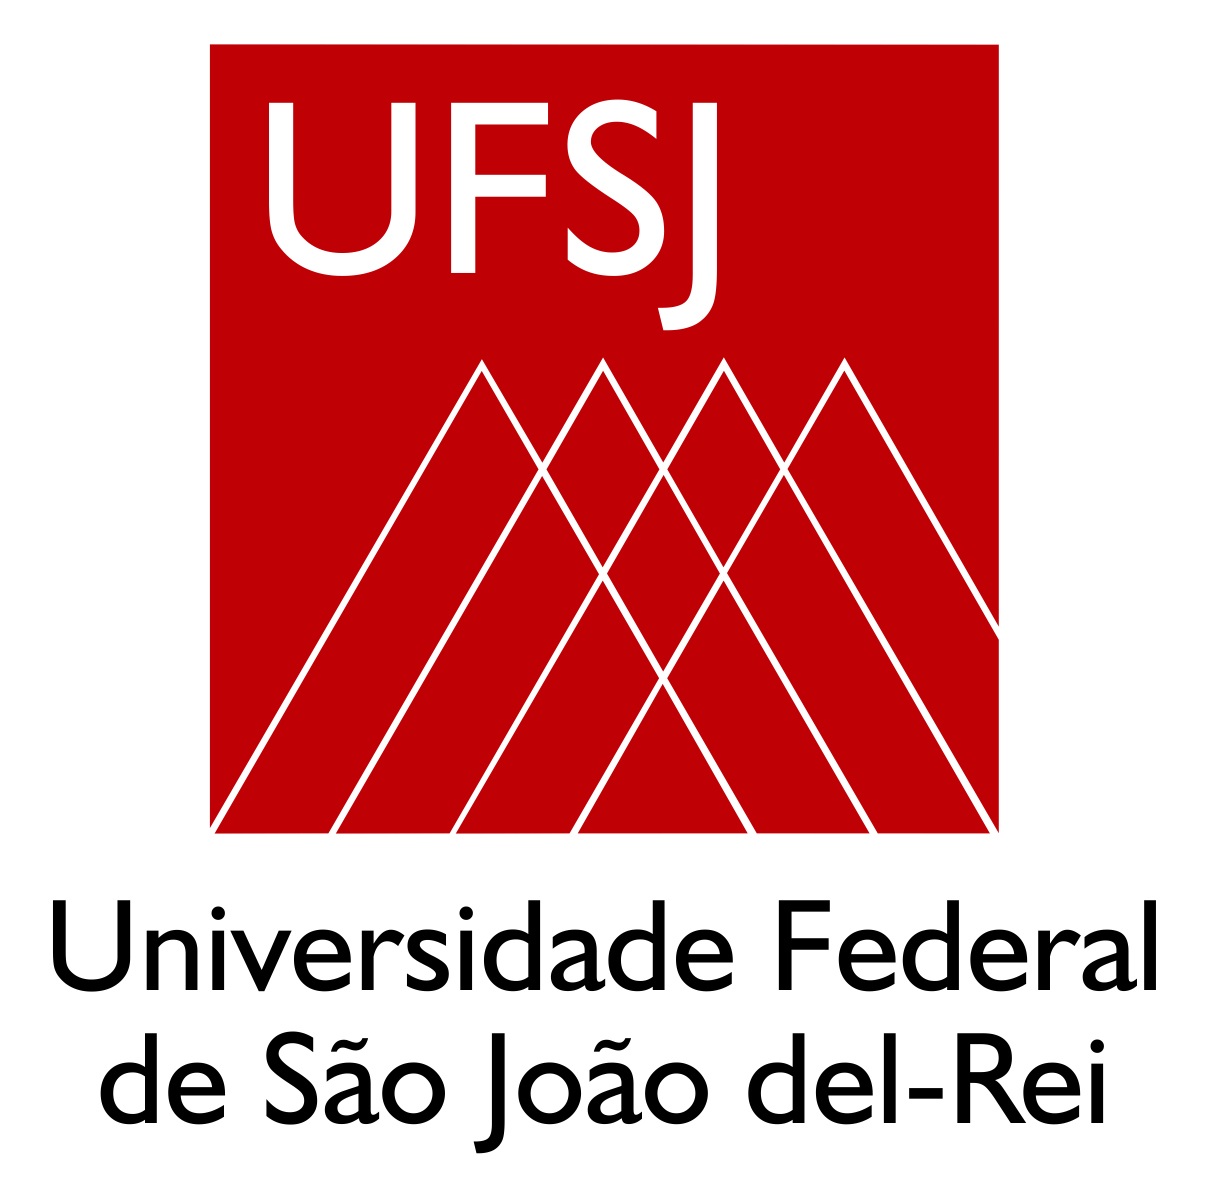 UFSJ
Universidade Federal
de São João del-Rei